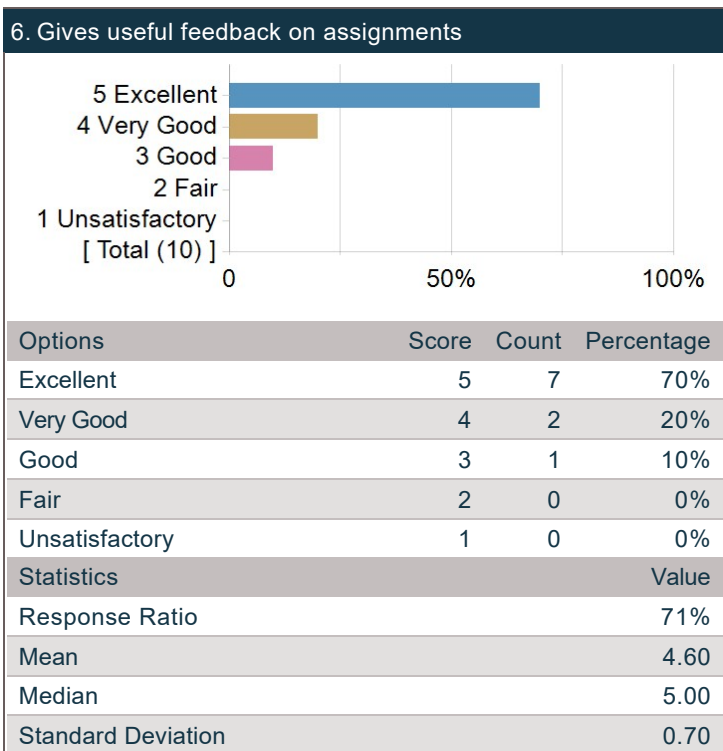 6. Gives useful feedback on assignments
5 Excellent
4 Very Good
3 Good
2 Fair
1 Unsatisfactory
[ Total (10) ]
0 50% 100%
Options Score Count Percentage
Excellent 5 7 70%
Very Good 4 2 20%
Good 3 1 10%
Fair 2 0 0%
Unsatisfactory 1 0 0%
Statistics Value
Response Ratio 71%
Mean 4.60
Median 5.00
Standard Deviation 0.70